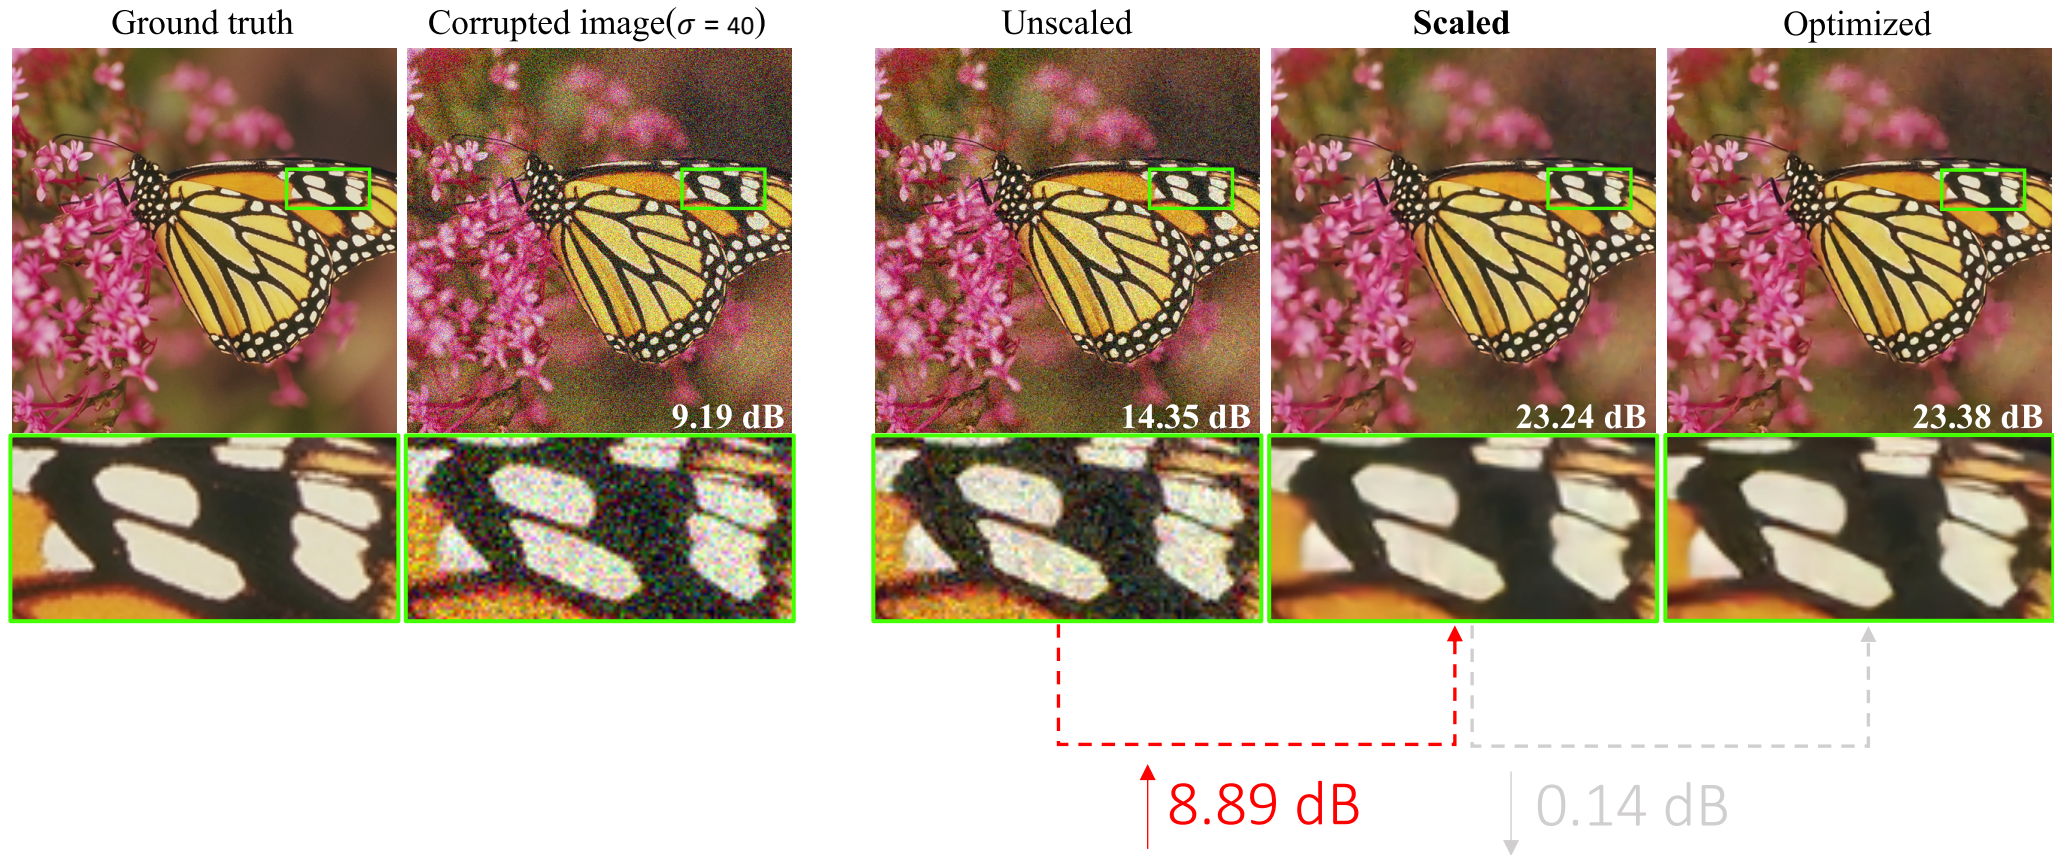 Ground truth
Corrupted image(σ = 40)
Unscaled
Scaled
Optimized
9.19 dB
14.35 dB
23.24 dB
23.38 dB
8.89 dB
0.14 dB